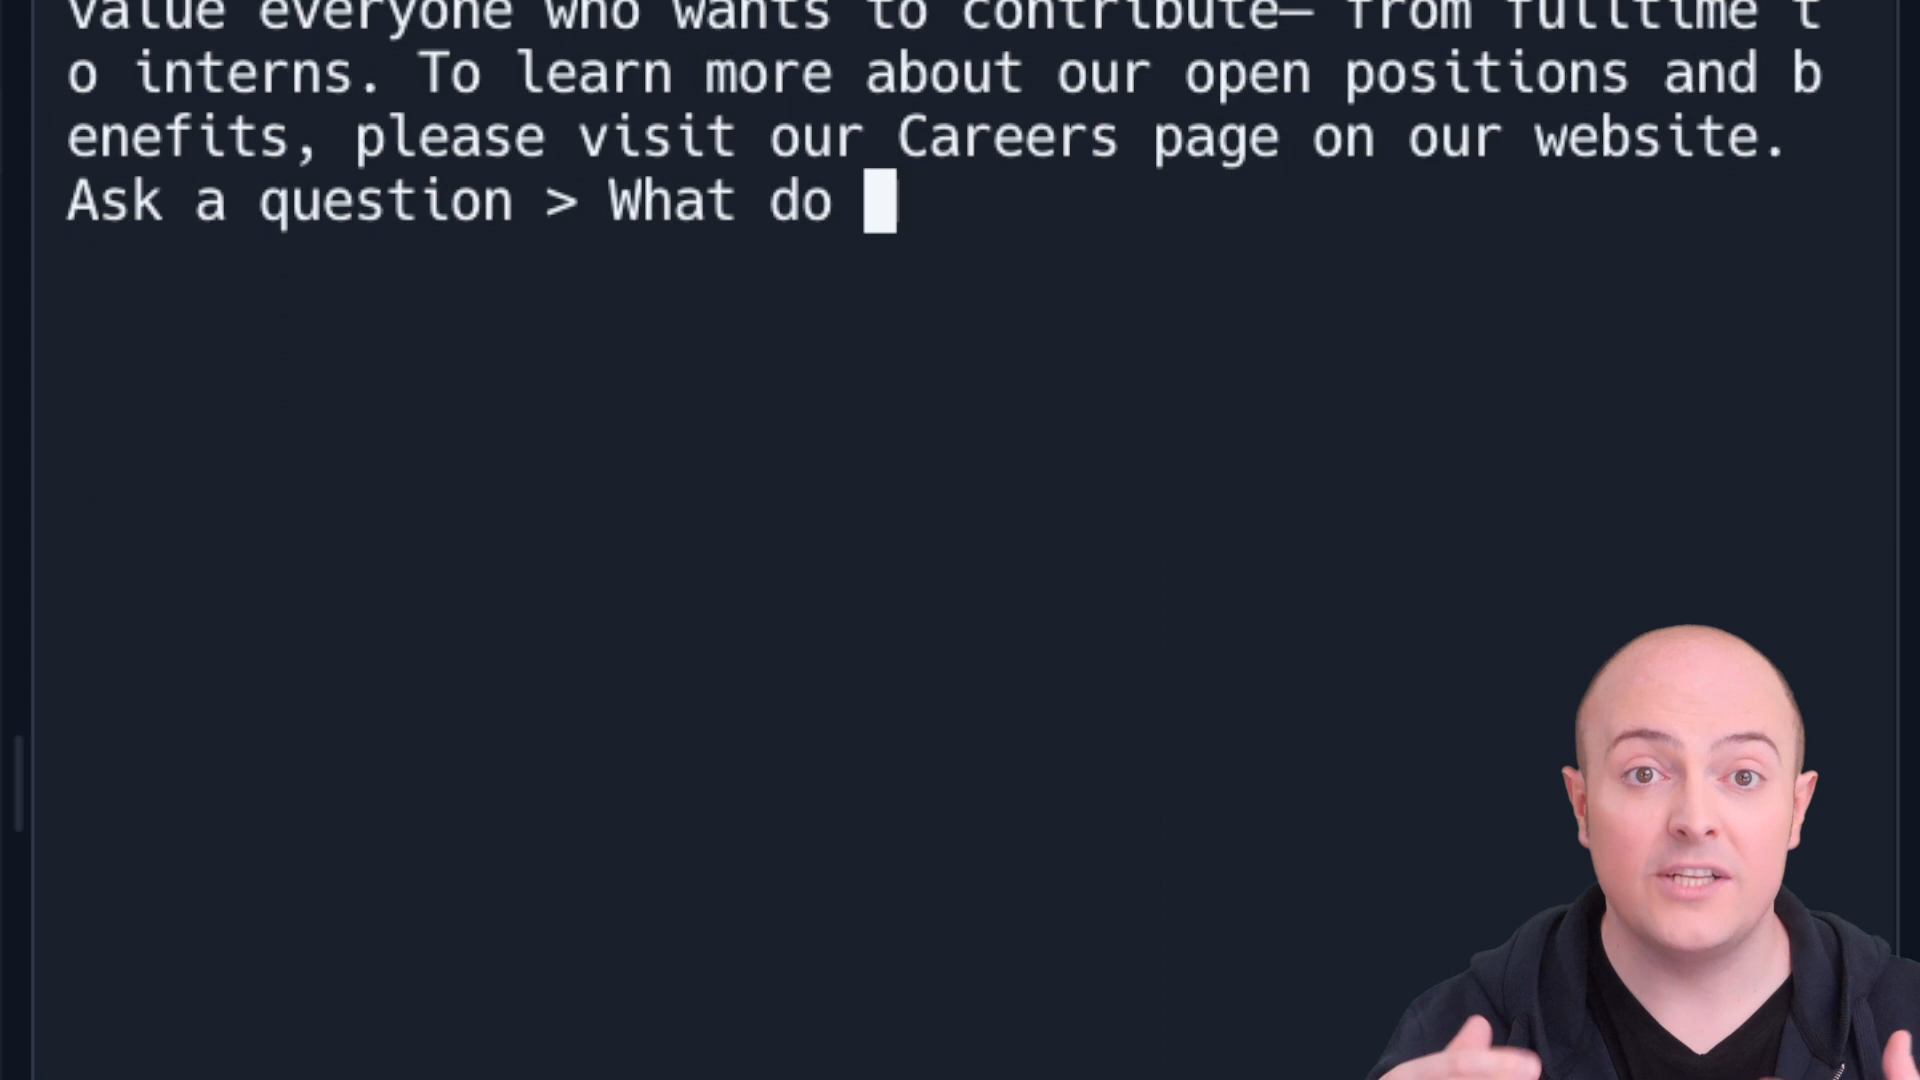 value everyone who wants to contribute— from fulltime t
o interns. To learn more about our open positions and b
enefits, please visit our Careers page on our website.
Ask a question > What do